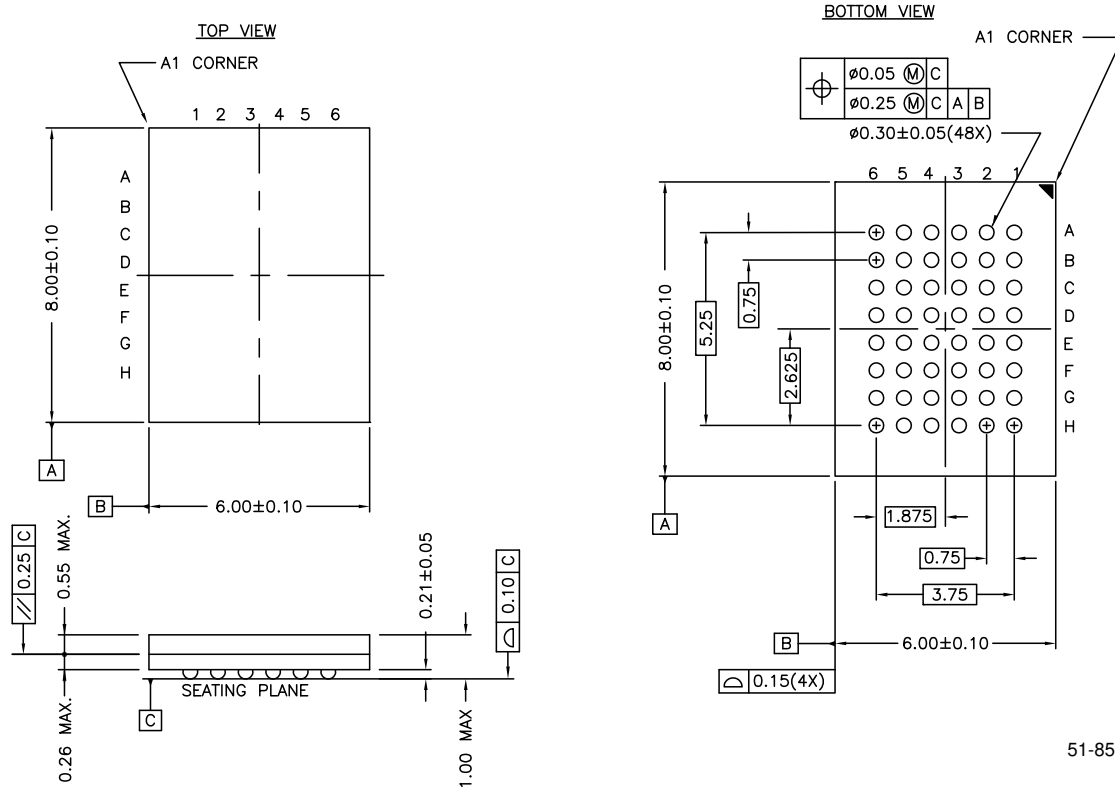 TOP VIEW
A1 CORNER
1 2 3 4 5 6
A
B
C
D
E
F
G
H
8.00±0.10
A
B
6.00±0.10
// 0.25 C
0.55 MAX.
0.26 MAX.
0.21±0.05
0.10 C
SEATING PLANE
C
1.00 MAX
BOTTOM VIEW
A1 CORNER
ø0.05 Ⓜ C
ø0.25 Ⓜ C A B
ø0.30±0.05(48X)
6 5 4 3 2 1
A
B
C
D
E
F
G
H
8.00±0.10
5.25
0.75
2.625
A
1.875
0.75
3.75
B
6.00±0.10
0.15(4X)
51-85